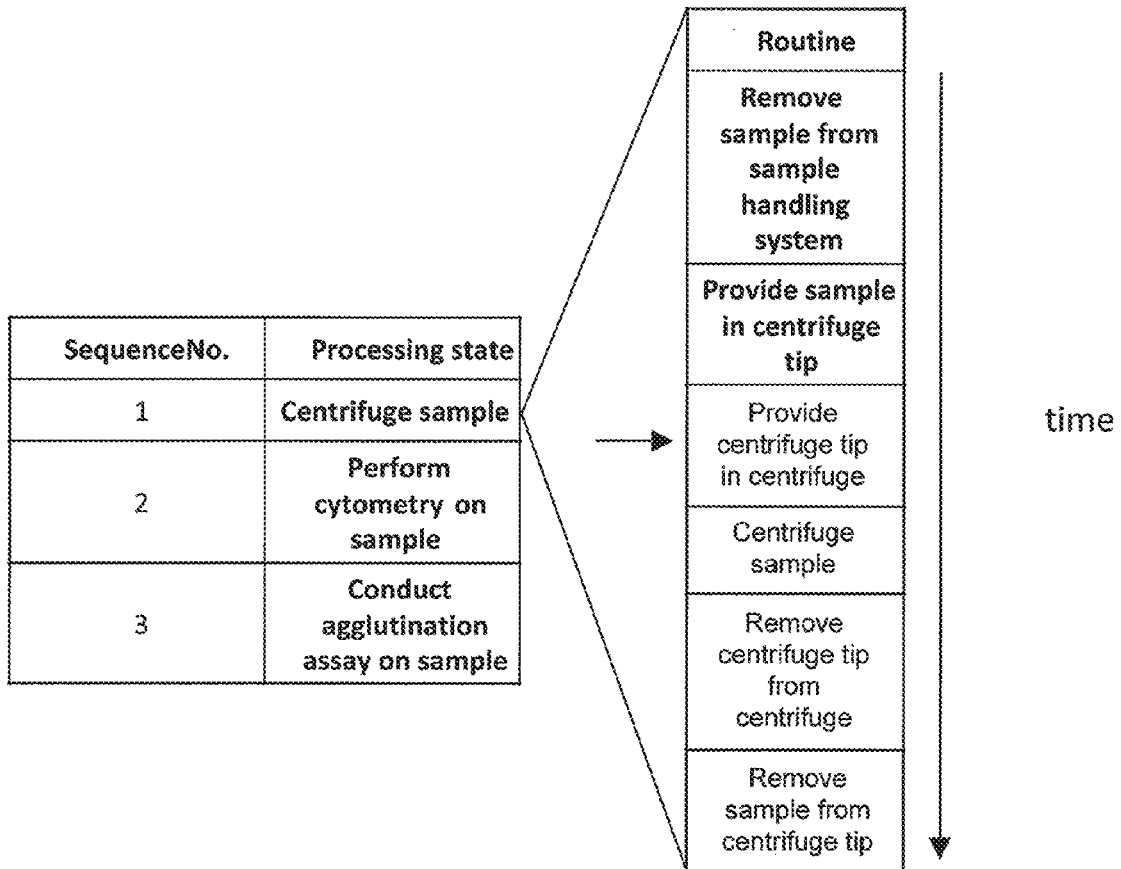 SequenceNo. Processing state
1 Centrifuge sample
2 Perform
cytometry on
sample
3 Conduct
agglutination
assay on sample
Routine
Remove
sample from
sample
handling
system
Provide sample
in centrifuge
tip
Provide
centrifuge tip
in centrifuge
Centrifuge
sample
Remove
centrifuge tip
from
centrifuge
Remove
sample from
centrifuge tip
time